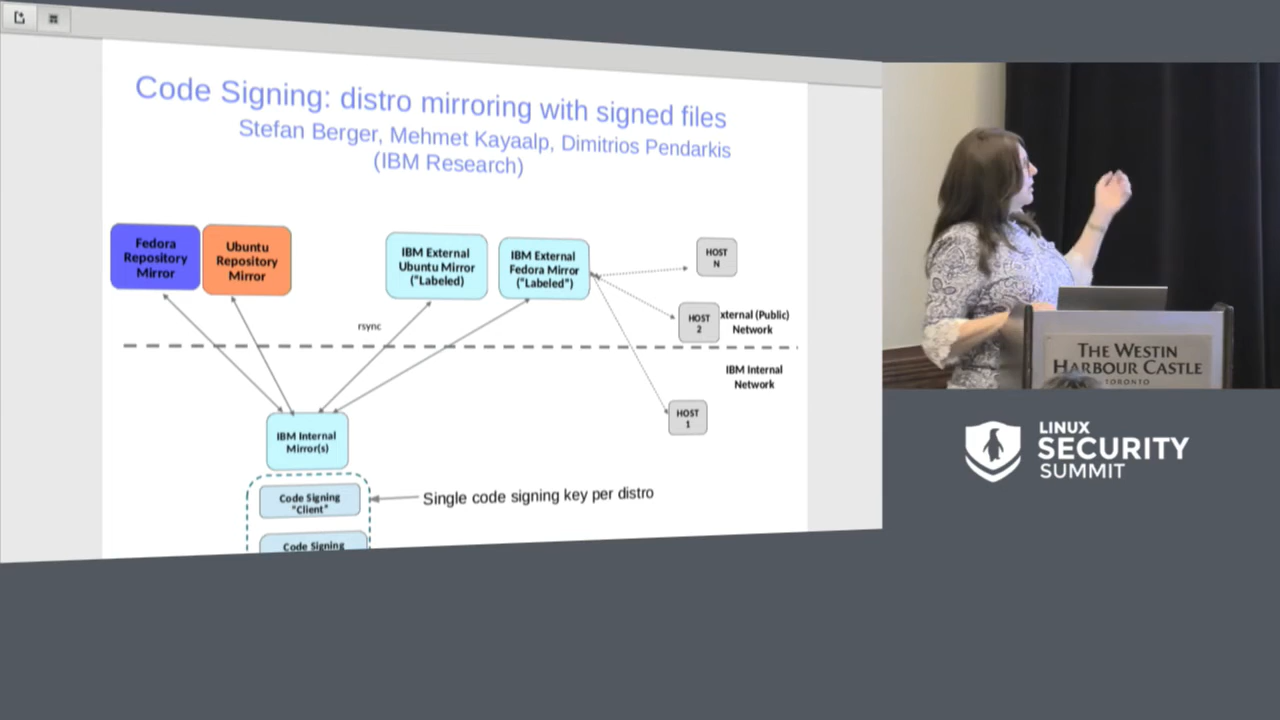 Code Signing: distro mirroring with signed files
Stefan Berger, Mehmet Kayaalp, Dimitrios Pendarkis
(IBM Research)
Fedora
Repository
Mirror
Ubuntu
Repository
Mirror
IBM External
Ubuntu Mirror
("Labeled)
IBM External
Fedora Mirror
("Labeled")
HOST
N
HOST
2
xternal (Public)
Network
rsync
IBM Internal
Network
HOST
1
IBM Internal
Mirror(s)
Code Signing
"Client"
Single code signing key per distro
Code Signing
THE WESTIN
HARBOUR CASTLE
TORONTO
LINUX
SECURITY
SUMMIT